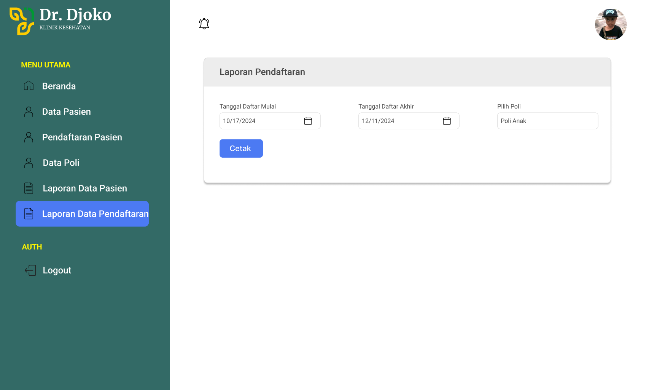 Dr. Djoko
KLINIK KESEHATAN
MENU UTAMA
Beranda
Data Pasien
Pendaftaran Pasien
Data Poli
Laporan Data Pasien
Laporan Data Pendaftaran
AUTH
Logout
Laporan Pendaftaran
Tanggal Daftar Mulai
10/17/2024
Tanggal Daftar Akhir
12/11/2024
Pilih Poli
Poli Anak
Cetak